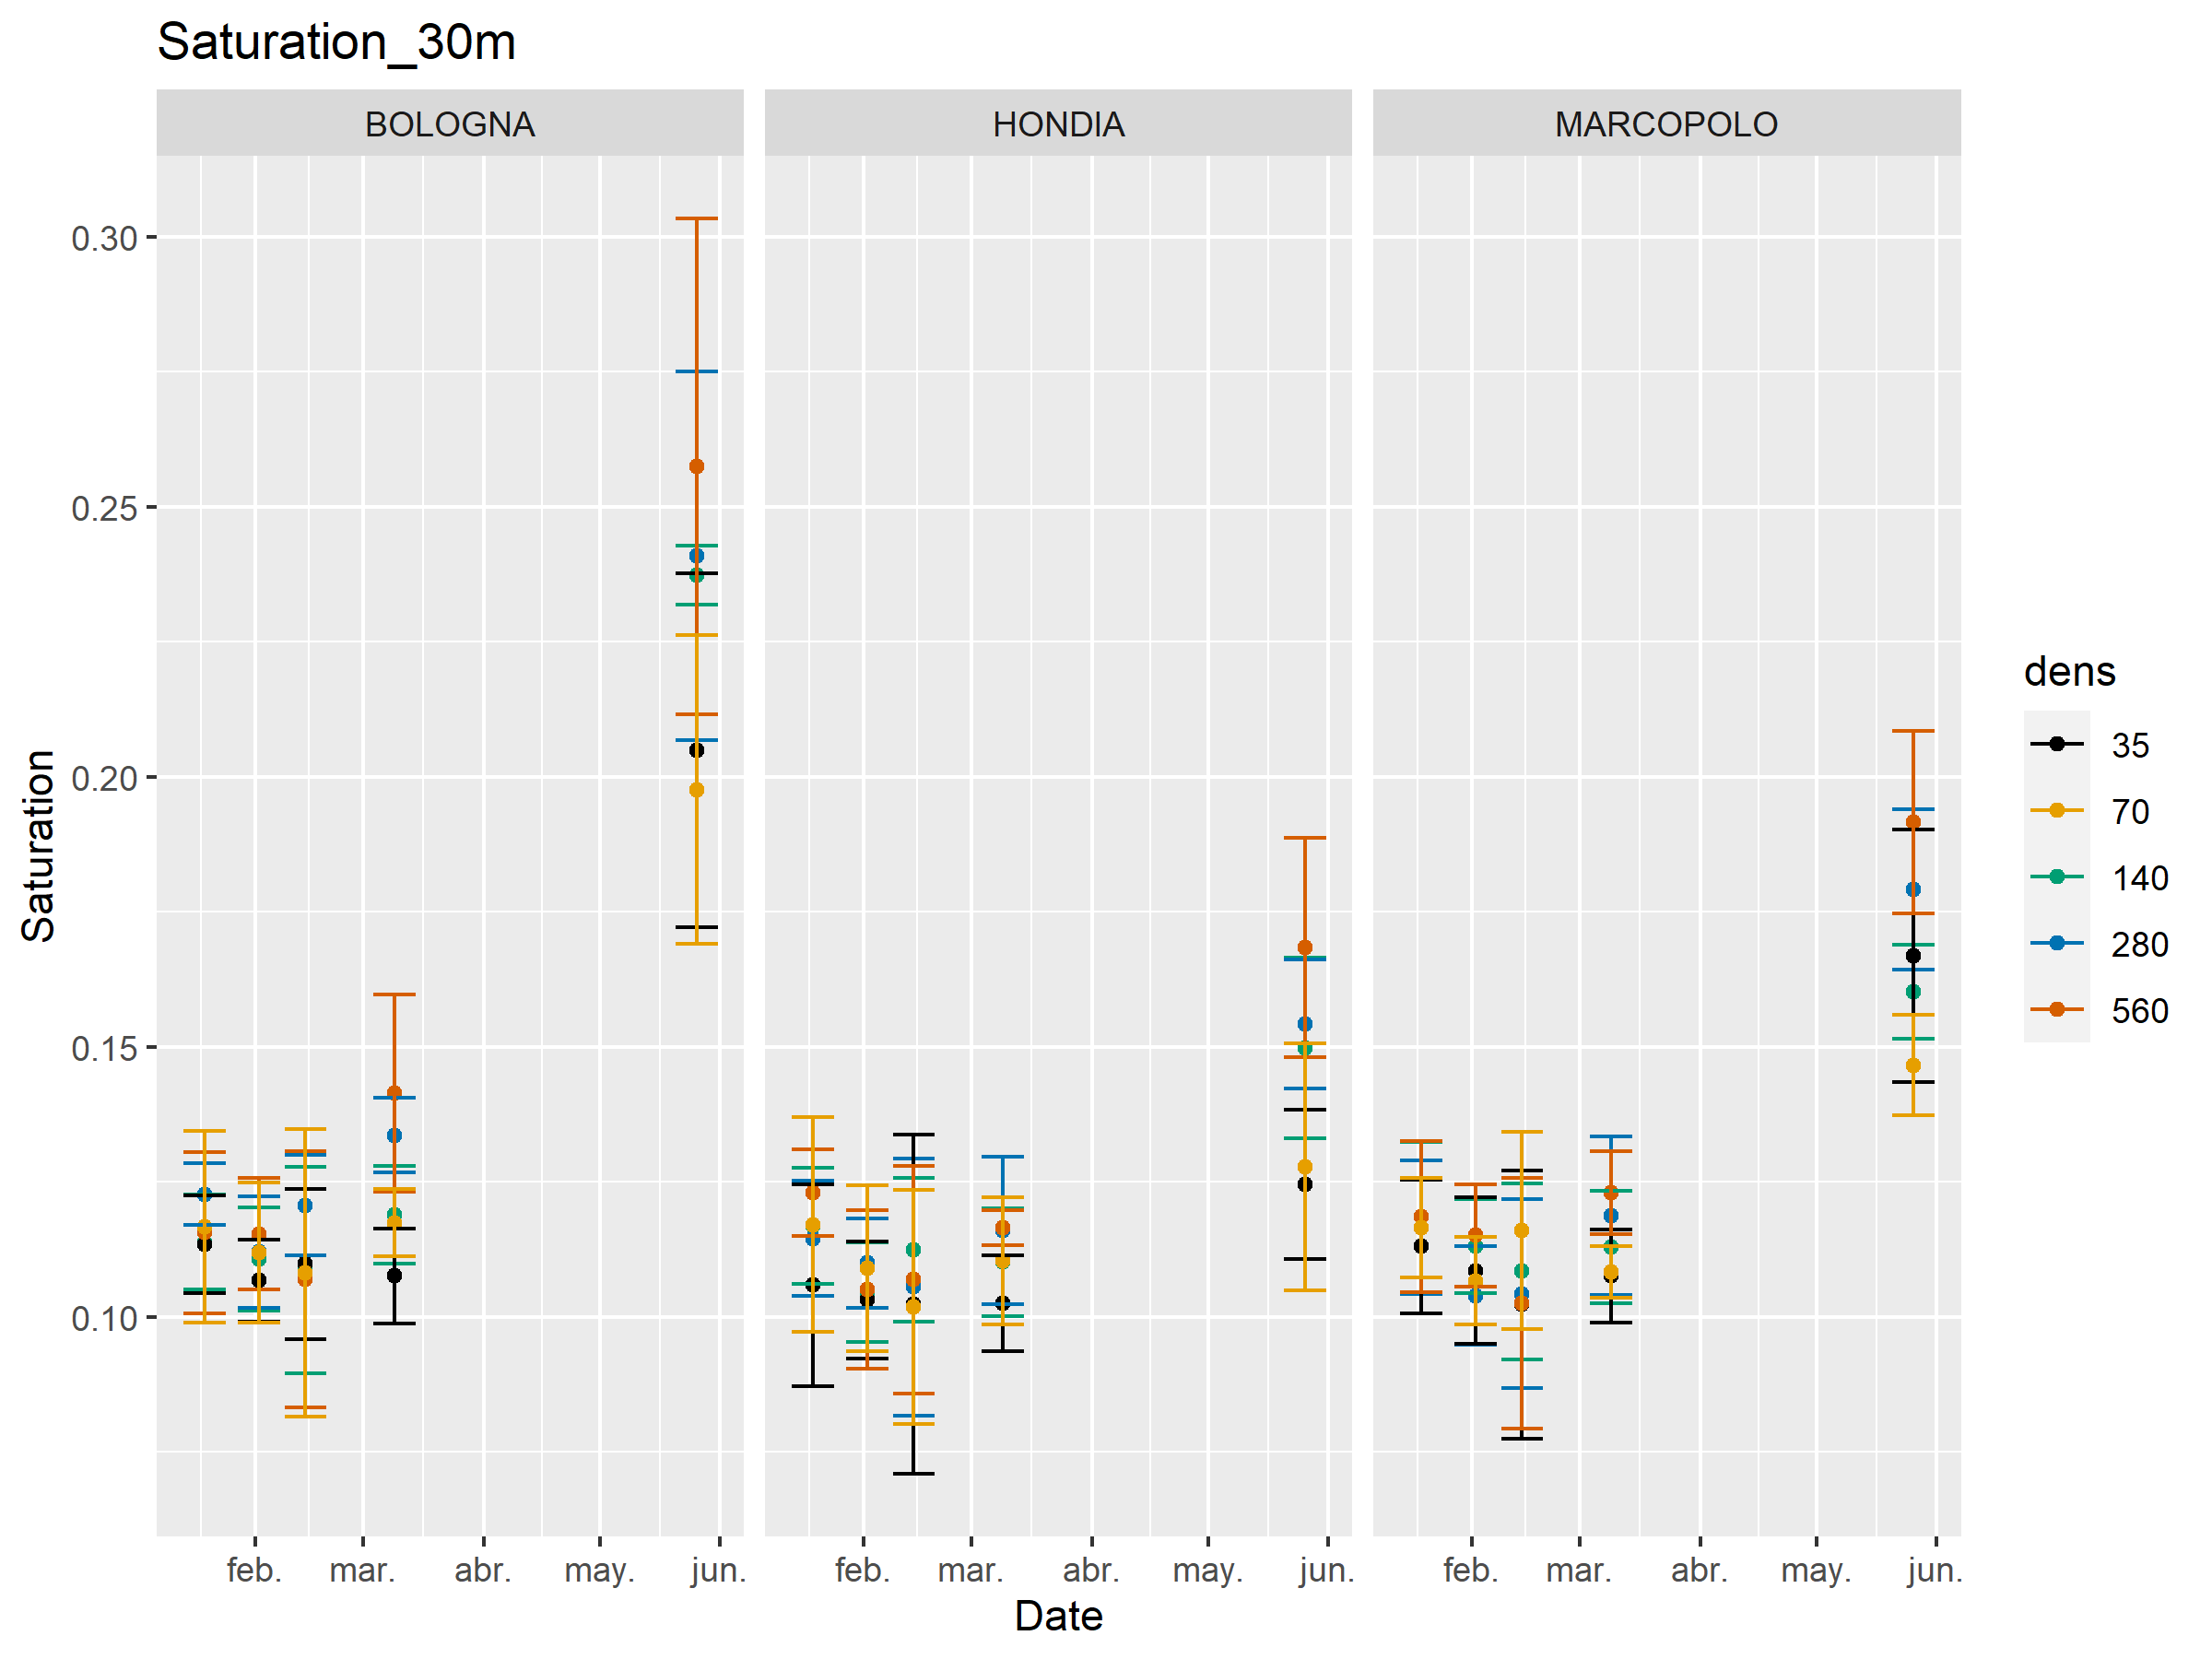 Saturation_30m
BOLOGNA HONDIA MARCOPOLO
0.30
0.25
0.20
0.15
0.10
Saturation
feb. mar. abr. may. jun. feb. mar. abr. may. jun. feb. mar. abr. may. jun.
Date
dens
35
70
140
280
560